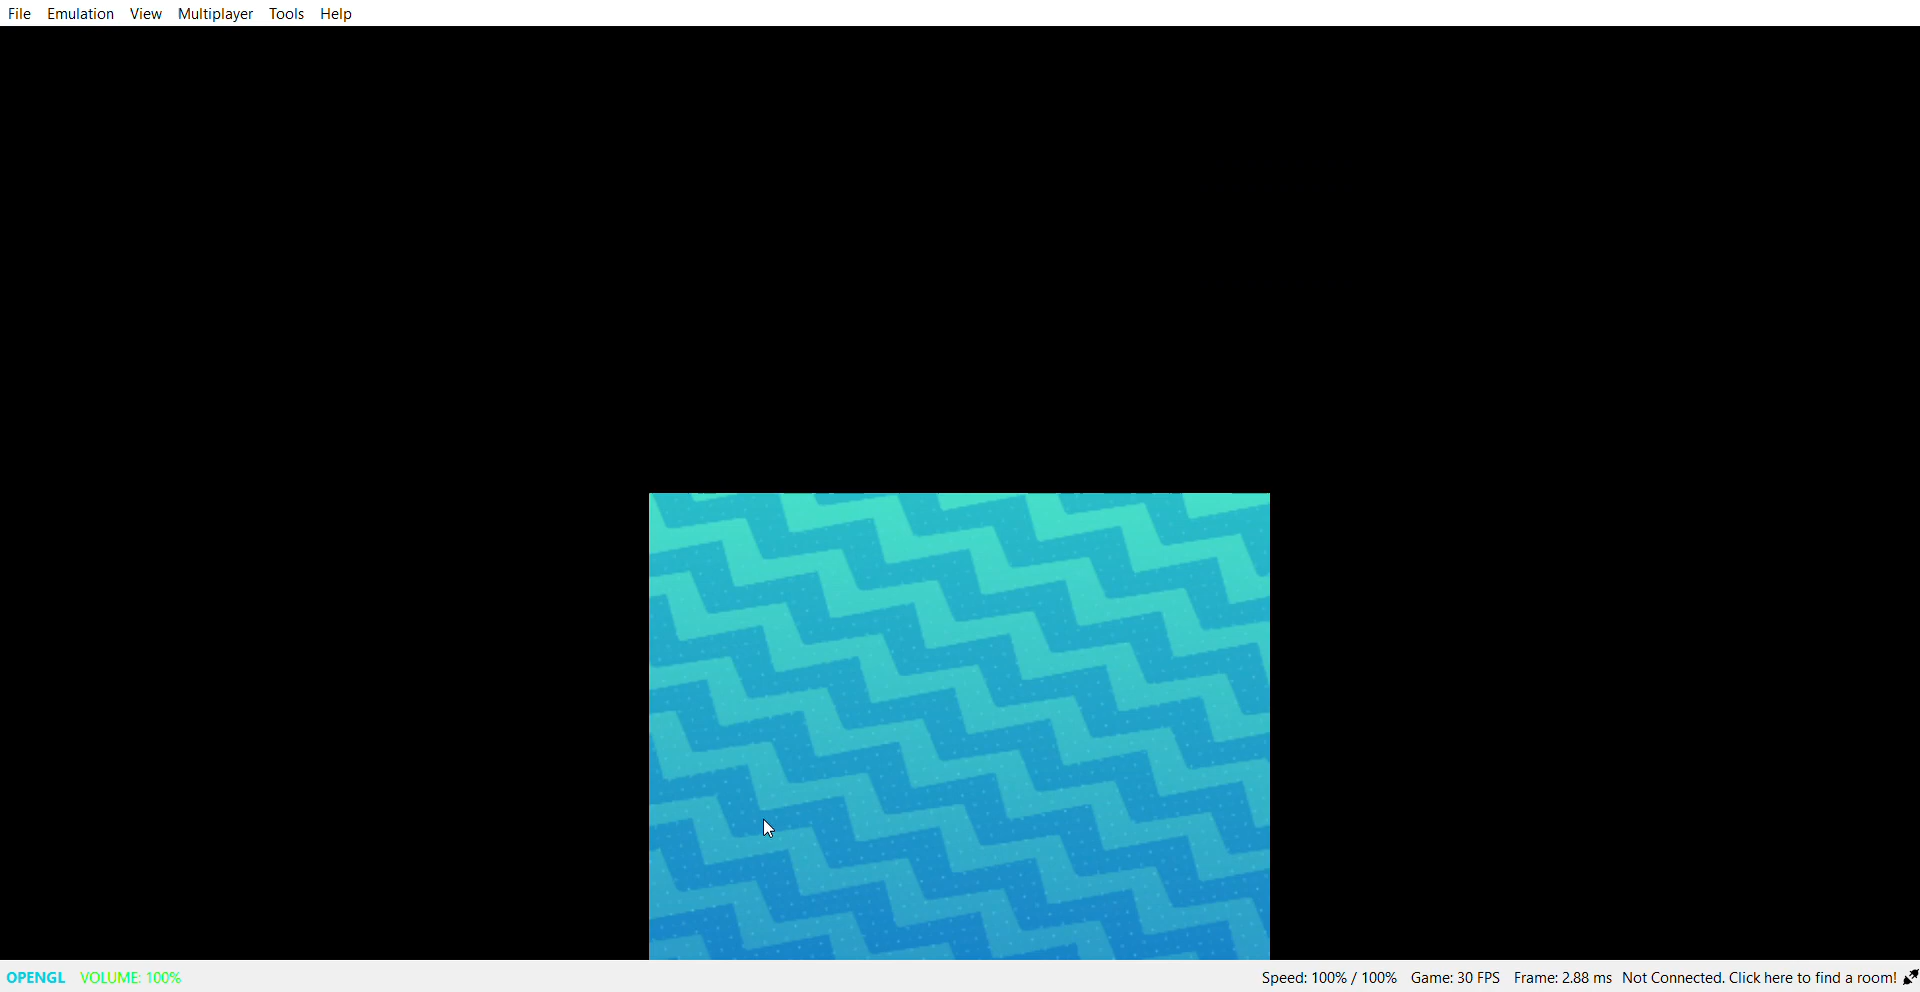 File Emulation View Multiplayer Tools Help
OPENGL VOLUME: 100% Speed: 100% / 100% Game: 30 FPS Frame: 2.88 ms Not Connected. Click here to find a room!